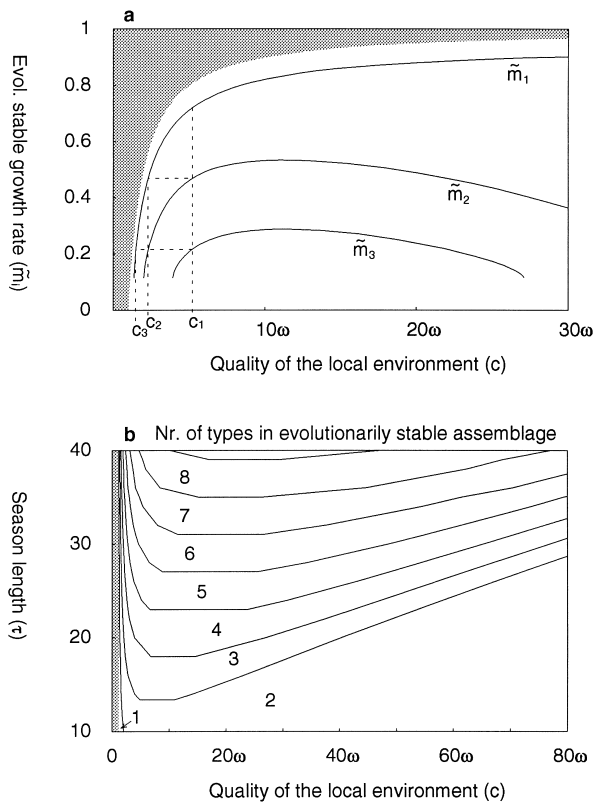 a
Evol. stable growth rate (m̃ᵢ)
1
0.8
0.6
0.4
0.2
0
m̃₁
m̃₂
m̃₃
c₃ c₂ c₁ 10ω 20ω 30ω
Quality of the local environment (c)
b Nr. of types in evolutionarily stable assemblage
Season length (τ)
40
30
20
10
8
7
6
5
4
3
2
1
0 20ω 40ω 60ω 80ω
Quality of the local environment (c)